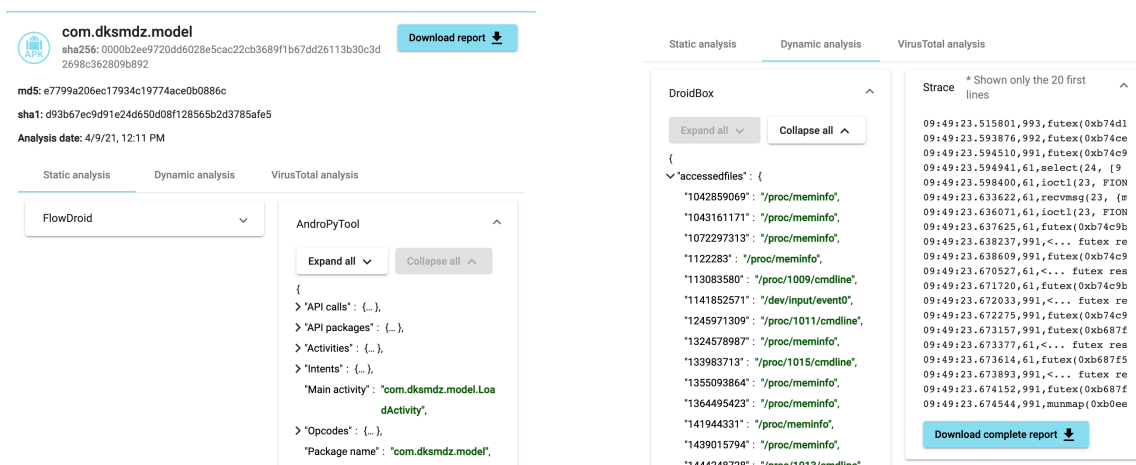 com.dksmdz.model
APK
sha256: 0000b2ee9720dd6028e5cac22cb3689f1b67dd26113b30c3d
2698c362809b892
Download report
md5: e7799a206ec17934c19774ace0b0886c
sha1: d93b67ec9d91e24d650d08f128565b2d3785afe5
Analysis date: 4/9/21, 12:11 PM
Static analysis
Dynamic analysis
VirusTotal analysis
FlowDroid
AndroPyTool
Expand all
Collapse all
{
"API calls" : {... },
"API packages" : {... },
"Activities" : {... },
"Intents" : {... },
"Main activity" : "com.dksmdz.model.Loa
dActivity",
"Opcodes" : {... },
"Package name" : "com.dksmdz.model",
Static analysis
Dynamic analysis
VirusTotal analysis
DroidBox
Expand all
Collapse all
{
"accessedfiles" : {
"1042859069" : "/proc/meminfo",
"1043161171" : "/proc/meminfo",
"1072297313" : "/proc/meminfo",
"1122283" : "/proc/meminfo",
"113083580" : "/proc/1009/cmdline",
"1141852571" : "/dev/input/event0",
"1245971309" : "/proc/1011/cmdline",
"1324578987" : "/proc/meminfo",
"133983713" : "/proc/1015/cmdline",
"1355093864" : "/proc/meminfo",
"1364495423" : "/proc/meminfo",
"141944331" : "/proc/meminfo",
"1439015794" : "/proc/meminfo",
"1444248728" : "/proc/1013/cmdline",
Strace
* Shown only the 20 first
lines
09:49:23.515801,993,futex(0xb74d1
09:49:23.593876,992,futex(0xb74ce
09:49:23.594510,991,futex(0xb74c9
09:49:23.594941,61,select(24, [9
09:49:23.598400,61,ioctl(23, FION
09:49:23.633622,61,recvmsg(23, {m
09:49:23.636071,61,ioctl(23, FION
09:49:23.637625,61,futex(0xb74c9b
09:49:23.638237,991,<... futex re
09:49:23.638609,991,futex(0xb74c9
09:49:23.670527,61,<... futex res
09:49:23.671720,61,futex(0xb74c9b
09:49:23.672033,991,<... futex re
09:49:23.672275,991,futex(0xb74c9
09:49:23.673157,991,futex(0xb687f
09:49:23.673377,61,<... futex res
09:49:23.673614,61,futex(0xb687f5
09:49:23.673893,991,<... futex re
09:49:23.674152,991,futex(0xb687f
09:49:23.674544,991,munmap(0xb0ee
Download complete report